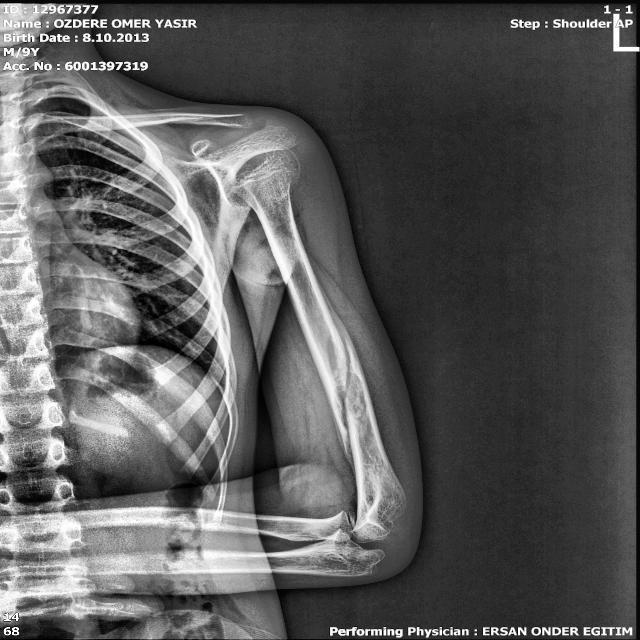 ID : 12967377
Name : OZDERE OMER YASIR
Birth Date : 8.10.2013
M/9Y
Acc. No : 6001397319
1 - 1
Step : Shoulder AP
L
14
68
Performing Physician : ERSAN ONDER EGITIM